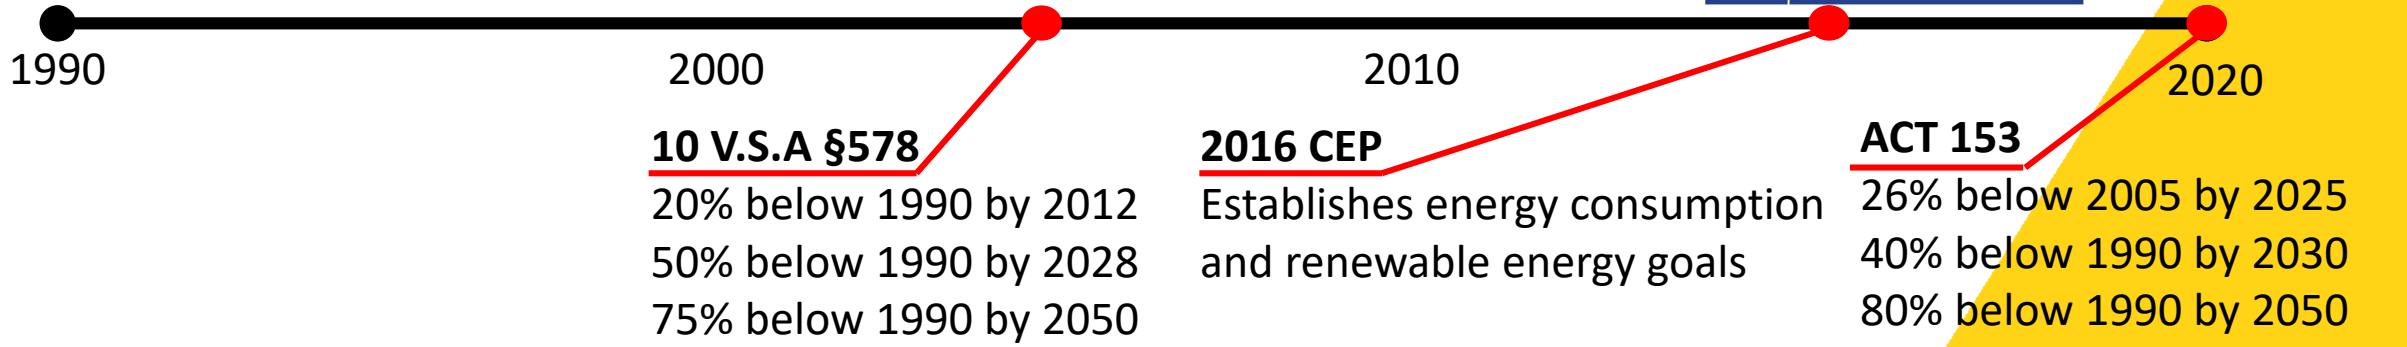 1990
2000
2010
2020
10 V.S.A §578
20% below 1990 by 2012
50% below 1990 by 2028
75% below 1990 by 2050
2016 CEP
Establishes energy consumption
and renewable energy goals
ACT 153
26% below 2005 by 2025
40% below 1990 by 2030
80% below 1990 by 2050